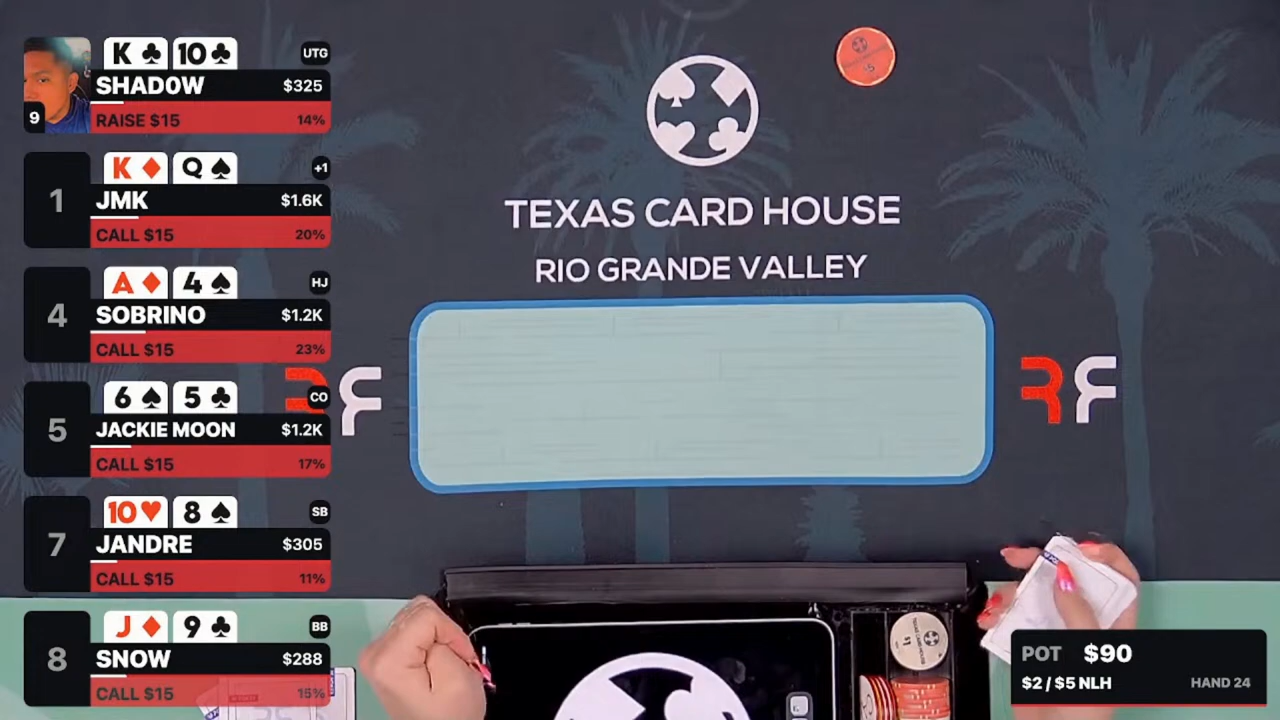 K ♣ 10 ♣ UTG
SHADOW $325
9
RAISE $15 14%
K ♦ Q ♠ +1
1
JMK $1.6K
CALL $15 20%
A ♦ 4 ♠ HJ
4
SOBRINO $1.2K
CALL $15 23%
6 ♠ 5 ♣ CO
5
JACKIE MOON $1.2K
CALL $15 17%
10 ♥ 8 ♠ SB
7
JANDRE $305
CALL $15 11%
J ♦ 9 ♣ BB
8
SNOW $288
CALL $15 15%
TEXAS CARD HOUSE
RIO GRANDE VALLEY
POT $90
$2 / $5 NLH HAND 24